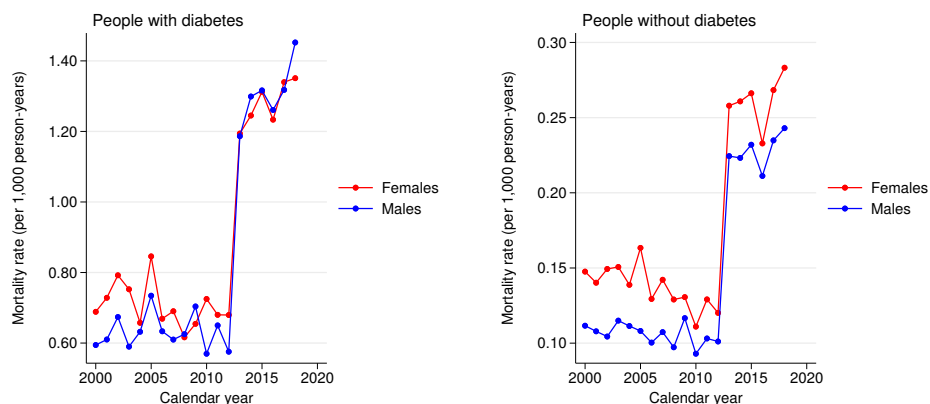 People with diabetes
Mortality rate (per 1,000 person-years)
1.40
1.20
1.00
0.80
0.60
2000 2005 2010 2015 2020
Calendar year
Females
Males
People without diabetes
Mortality rate (per 1,000 person-years)
0.30
0.25
0.20
0.15
0.10
2000 2005 2010 2015 2020
Calendar year
Females
Males